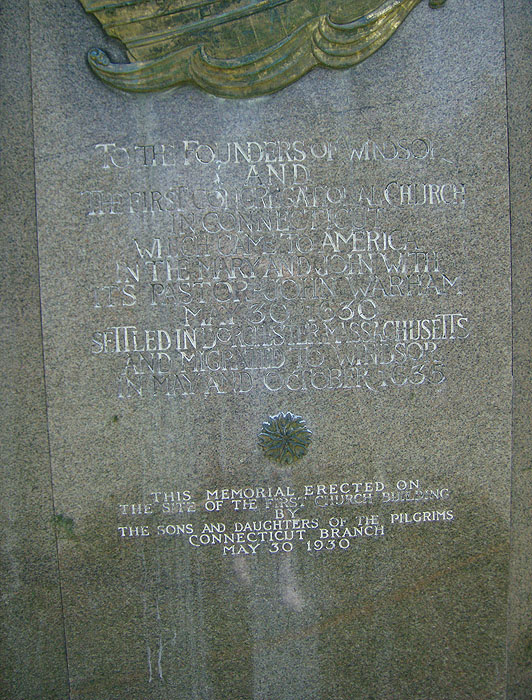 TO THE FOUNDERS OF WINDSOR
AND
THE FIRST CONGREGATIONAL CHURCH
IN CONNECTICUT
WHICH CAME TO AMERICA
IN THE MARY AND JOHN WITH
ITS PASTOR JOHN WARHAM
MAY 30 1630
SETTLED IN DORCHESTER MASSACHUSETTS
AND MIGRATED TO WINDSOR
IN MAY AND OCTOBER 1635
THIS MEMORIAL ERECTED ON
THE SITE OF THE FIRST CHURCH BUILDING
BY
THE SONS AND DAUGHTERS OF THE PILGRIMS
CONNECTICUT BRANCH
MAY 30 1930